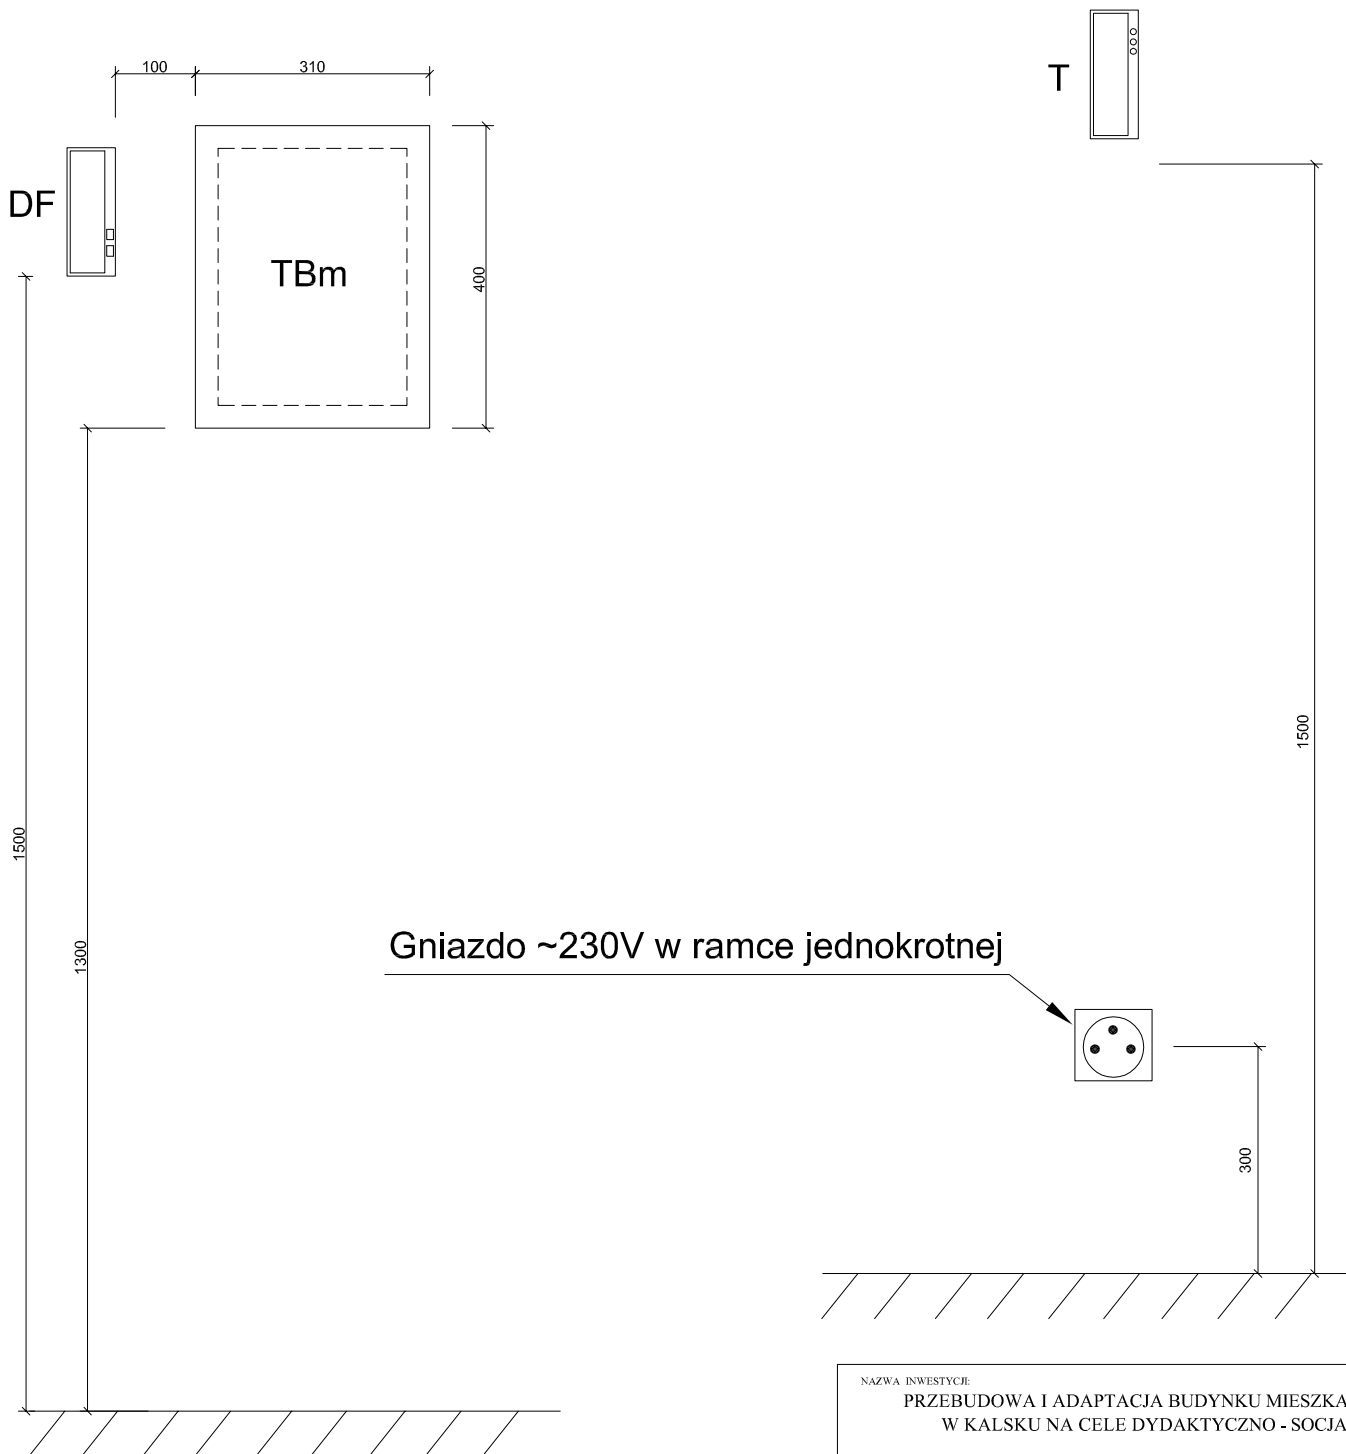 T
100
310
DF
TBm
400
1500
1500
1300
Gniazdo ~230V w ramce jednokrotnej
300
NAZWA INWESTYCJI:
PRZEBUDOWA I ADAPTACJA BUDYNKU MIESZKA
W KALSKU NA CELE DYDAKTYCZNO - SOCJA